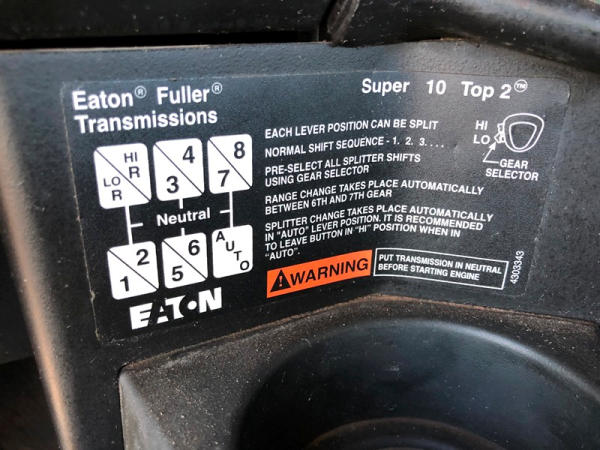 Eaton® Fuller®
Transmissions
Super 10 Top 2™
HI R
LO R
4
3
8
7
Neutral
2
1
6
5
AUTO
EATON
EACH LEVER POSITION CAN BE SPLIT
NORMAL SHIFT SEQUENCE - 1. 2. 3. . . .
PRE-SELECT ALL SPLITTER SHIFTS
USING GEAR SELECTOR
RANGE CHANGE TAKES PLACE AUTOMATICALLY
BETWEEN 6TH AND 7TH GEAR
SPLITTER CHANGE TAKES PLACE AUTOMATICALLY
IN "AUTO" LEVER POSITION. IT IS RECOMMENDED
TO LEAVE BUTTON IN "HI" POSITION WHEN IN
"AUTO".
HI
LO
GEAR
SELECTOR
WARNING
PUT TRANSMISSION IN NEUTRAL
BEFORE STARTING ENGINE
4303343